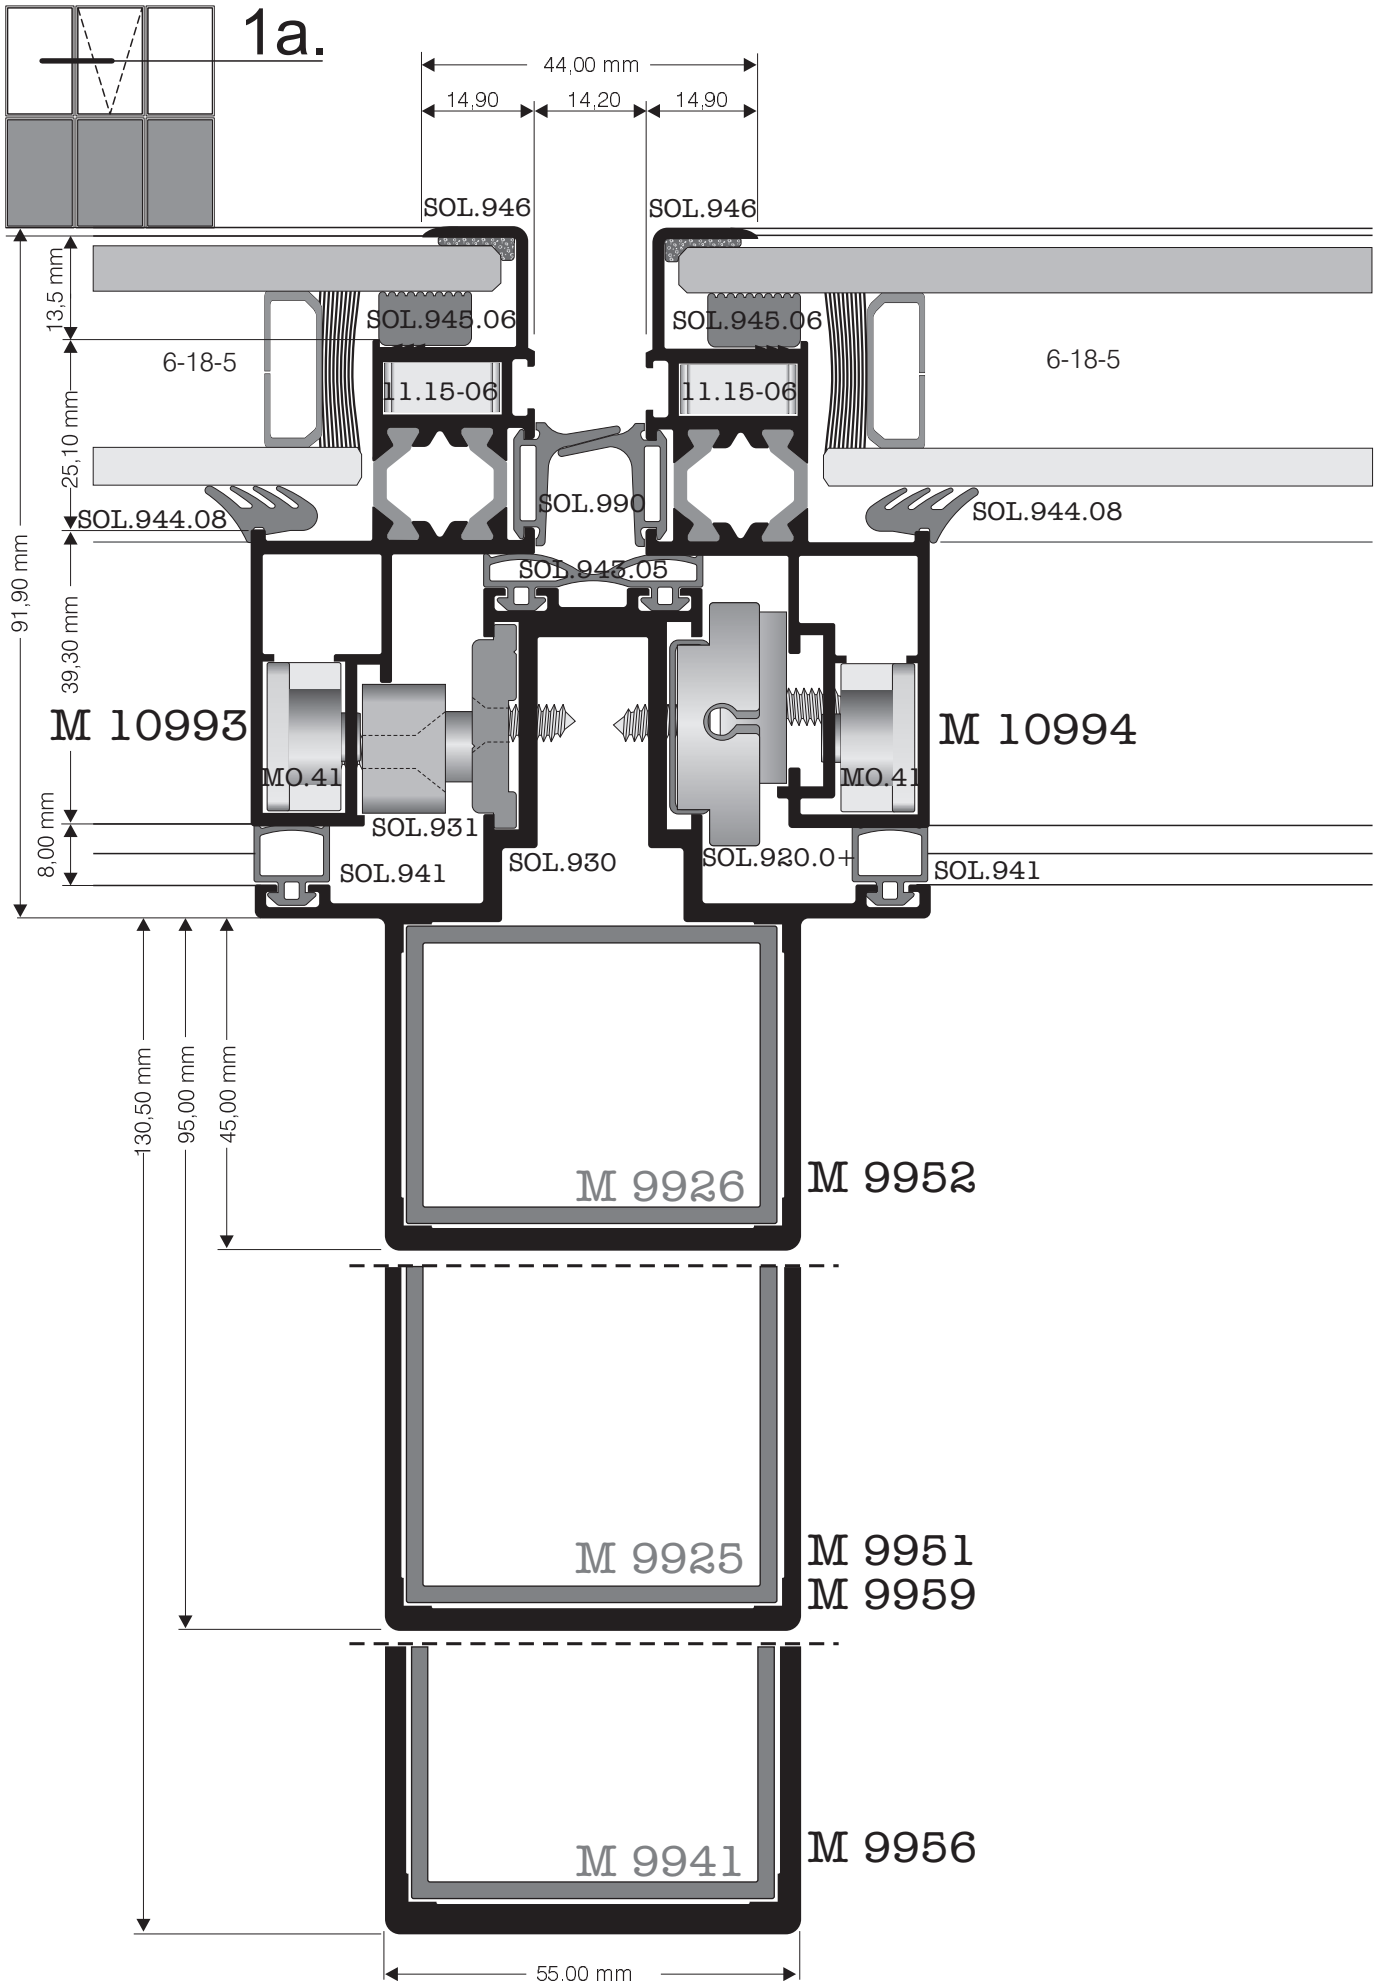 1a.
44,00 mm
14,90 14,20 14,90
SOL.946 SOL.946
13,5 mm
SOL.945.06 SOL.945.06
6-18-5 6-18-5
11.15-06 11.15-06
25,10 mm
SOL.990
SOL.944.08 SOL.944.08
SOL.943.05
91,90 mm
39,30 mm
M 10993 M 10994
MO.41 MO.41
8,00 mm
SOL.931
SOL.930 SOL.920.0+
SOL.941 SOL.941
130,50 mm
95,00 mm
45,00 mm
M 9926 M 9952
M 9925 M 9951
M 9959
M 9941 M 9956
55.00 mm